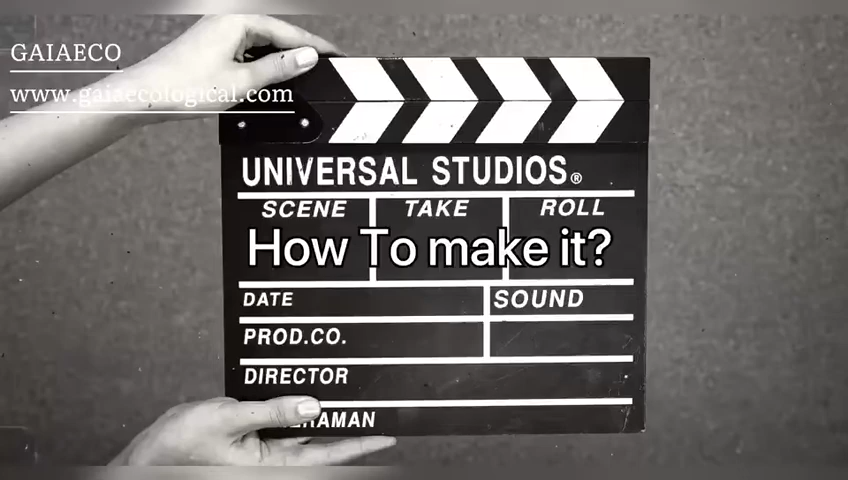 GAIAECO
www.gaiaecological.com
UNIVERSAL STUDIOS®
SCENE TAKE ROLL
How To make it?
DATE SOUND
PROD.CO.
DIRECTOR